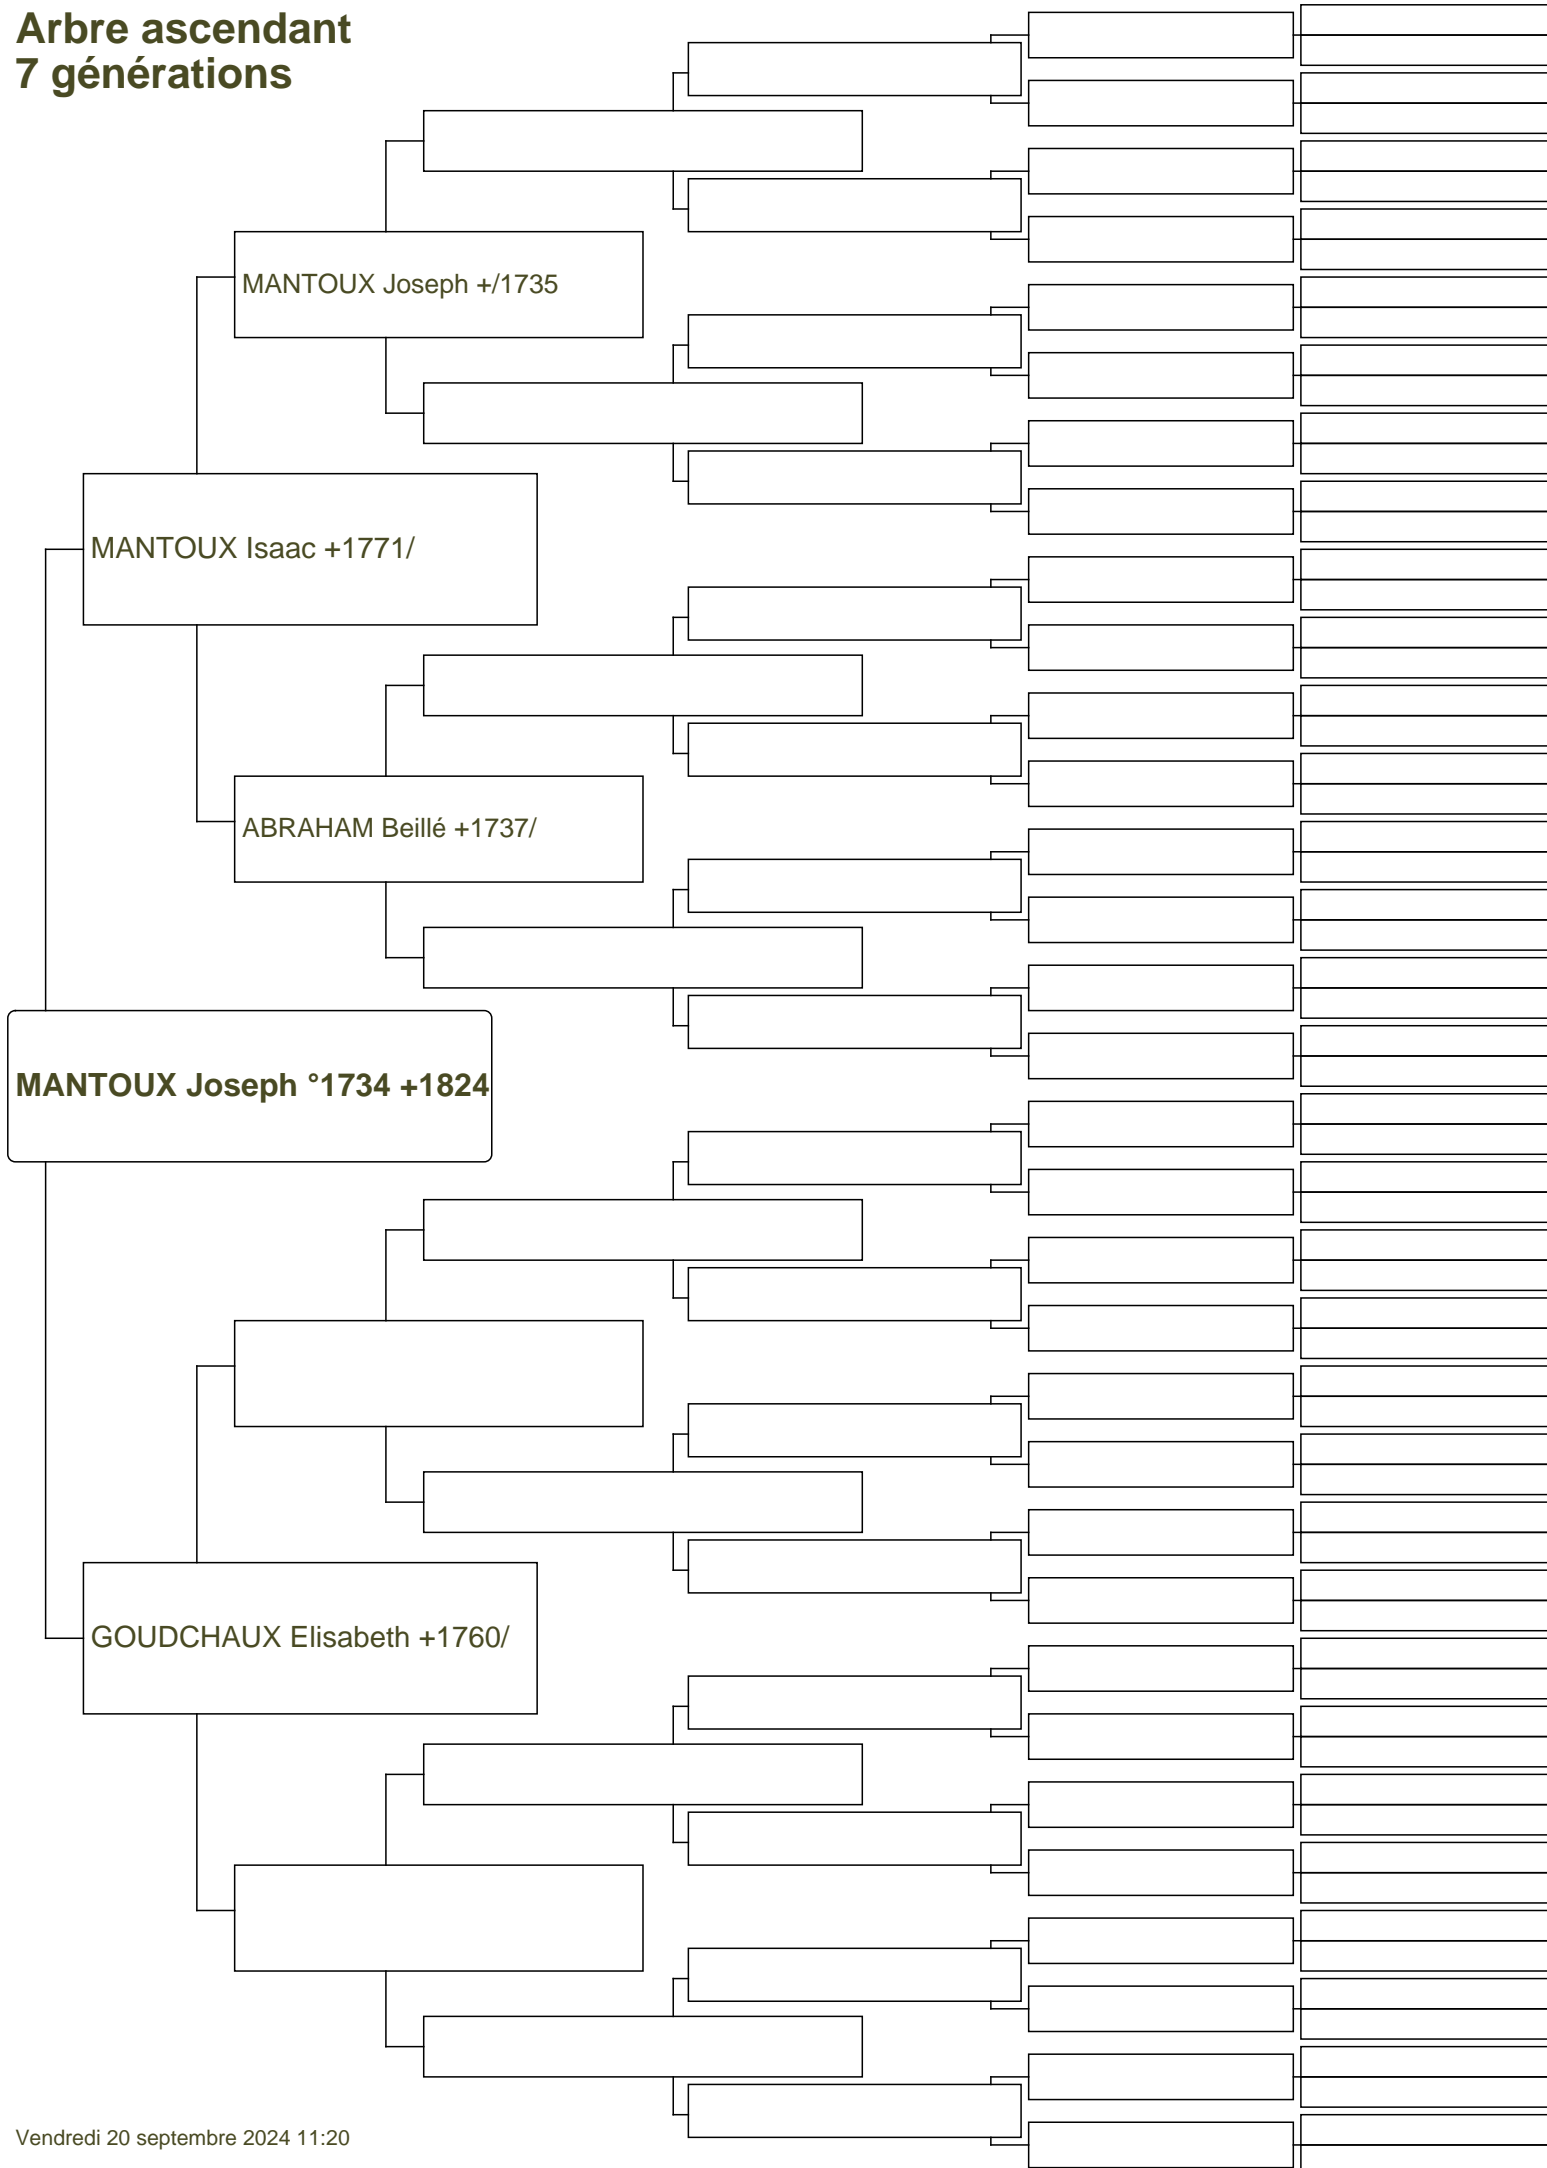 Arbre ascendant
7 générations
MANTOUX Joseph +/1735
MANTOUX Isaac +1771/
ABRAHAM Beillé +1737/
MANTOUX Joseph °1734 +1824
GOUDCHAUX Elisabeth +1760/
Vendredi 20 septembre 2024 11:20